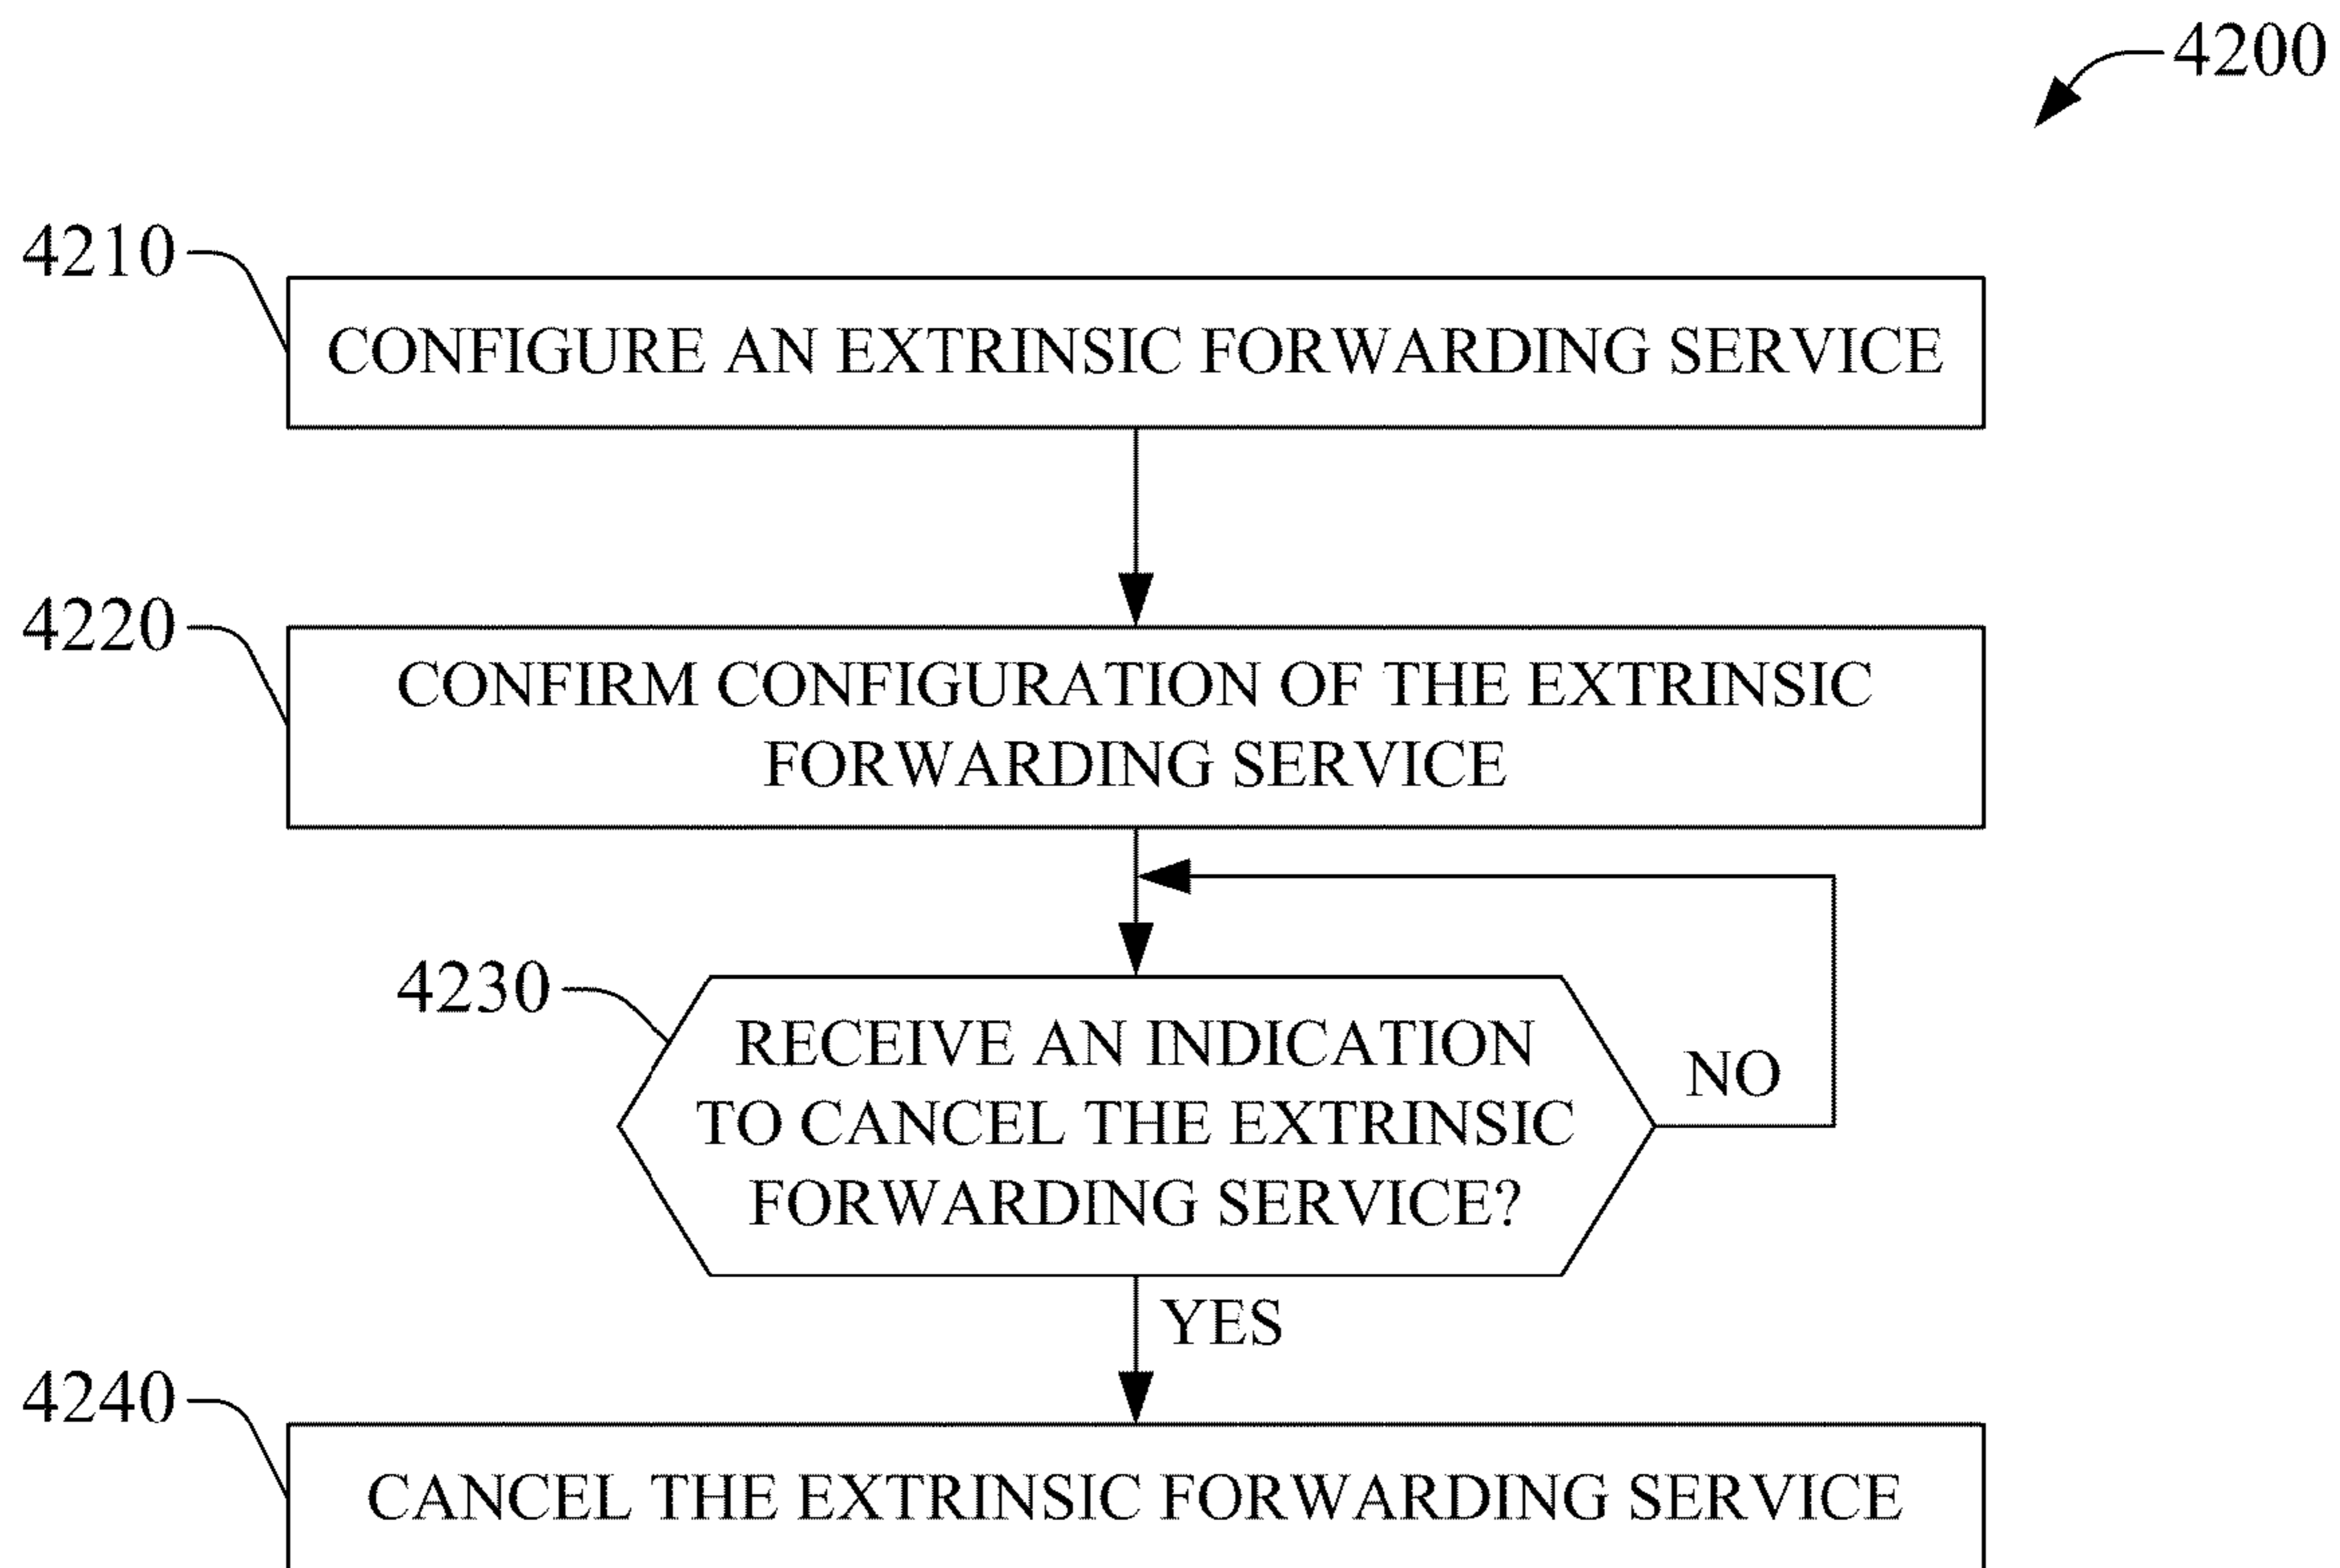 4200
4210
CONFIGURE AN EXTRINSIC FORWARDING SERVICE
4220
CONFIRM CONFIGURATION OF THE EXTRINSIC
FORWARDING SERVICE
4230
RECEIVE AN INDICATION
TO CANCEL THE EXTRINSIC
FORWARDING SERVICE?
NO
YES
4240
CANCEL THE EXTRINSIC FORWARDING SERVICE